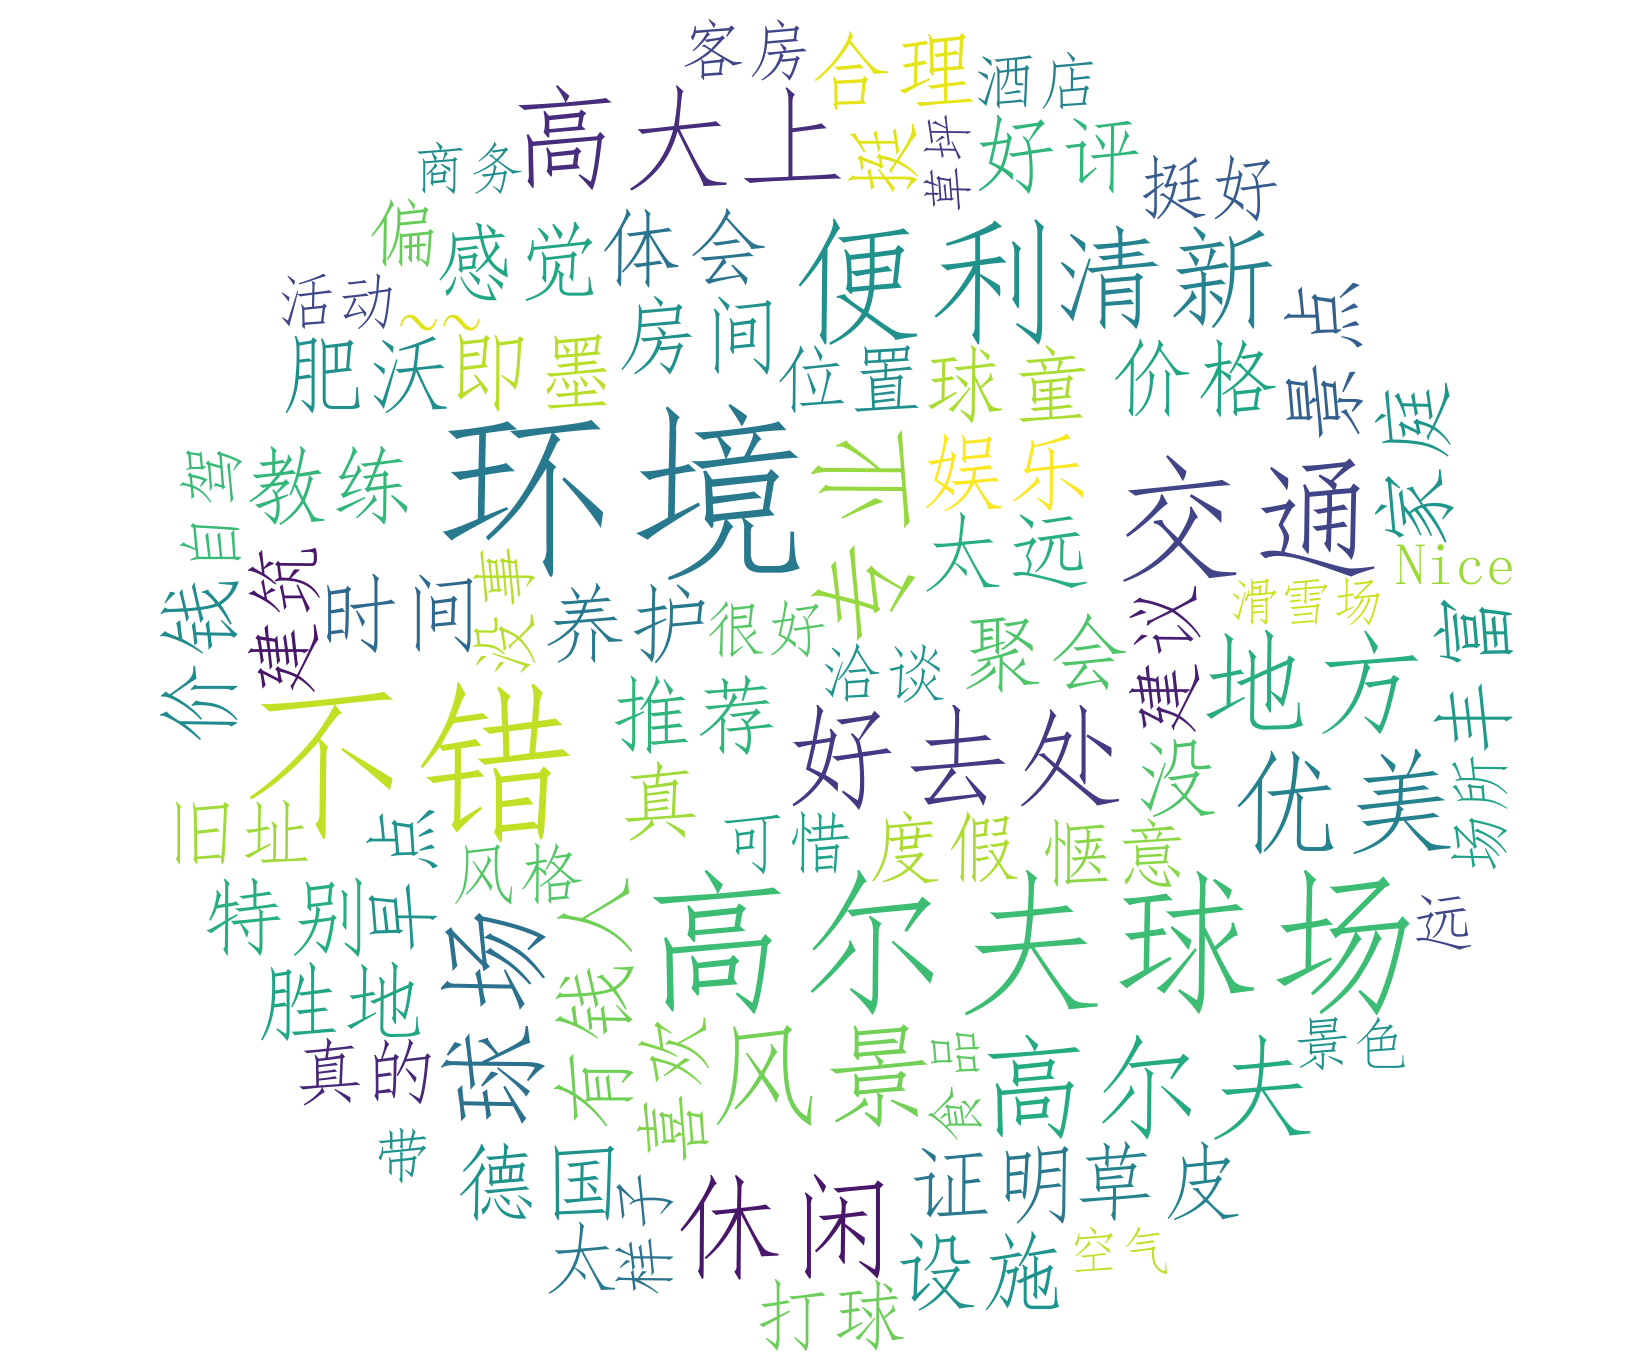 客房
合理
酒店
高大上
挺
草坪
好评
商务
挺好
偏
感觉
体会
便利
清新
活动
~~
肥沃
即墨
房间
位置
球童
价格
景点
家庭
环境
专业
娱乐
交通
自驾
教练
太远
Nice
价钱
建筑
时间
没事
养护
很好
洽谈
聚会
建议
滑雪场
地方
丰富
不错
推荐
好去处
没
优美
场所
旧址
早点
风格
真
可惜
度假
惬意
特别
球场
有钱人
高尔夫球场
远
胜地
真的
喜欢
风景
食品
高尔夫
景色
带
德国
太
样子
休闲
证明
草皮
设施
空气
打球